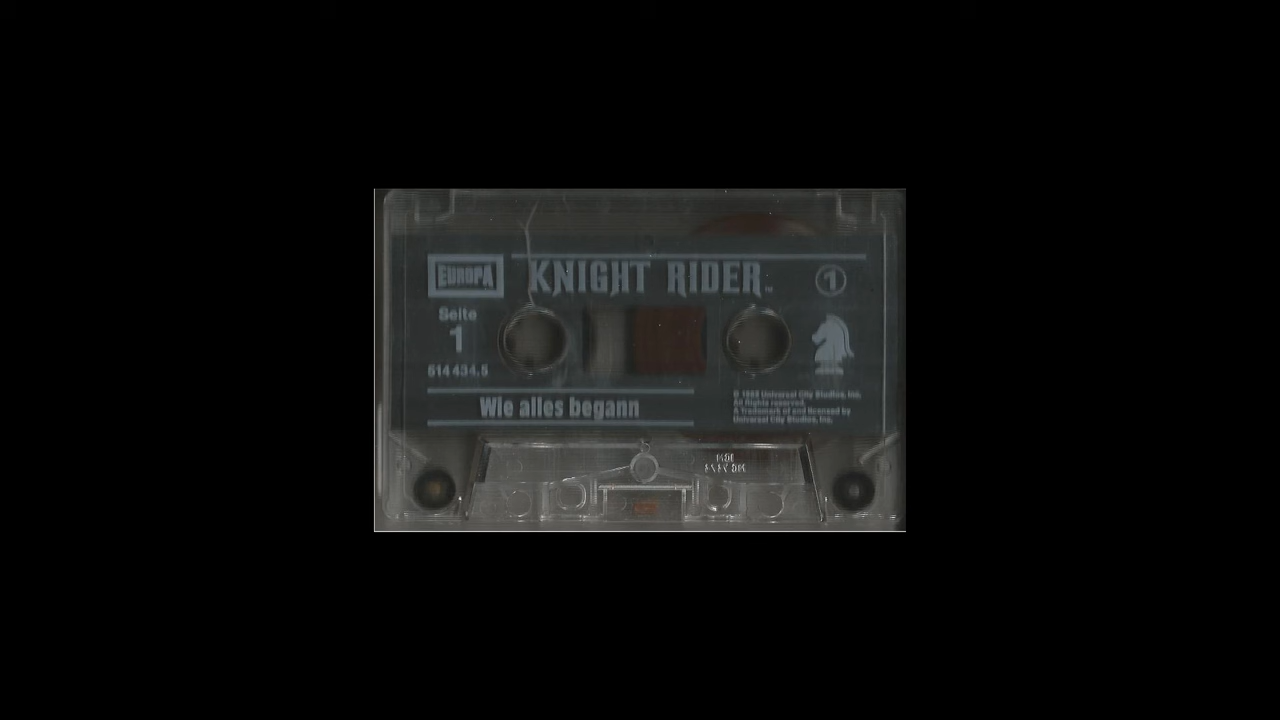 EUROPA
KNIGHT RIDER™
1
Seite
1
514 434.5
Wie alles begann
Universal City Studios, Inc.
All Rights reserved.
A Trademark of and licensed by
Universal City Studios, Inc.